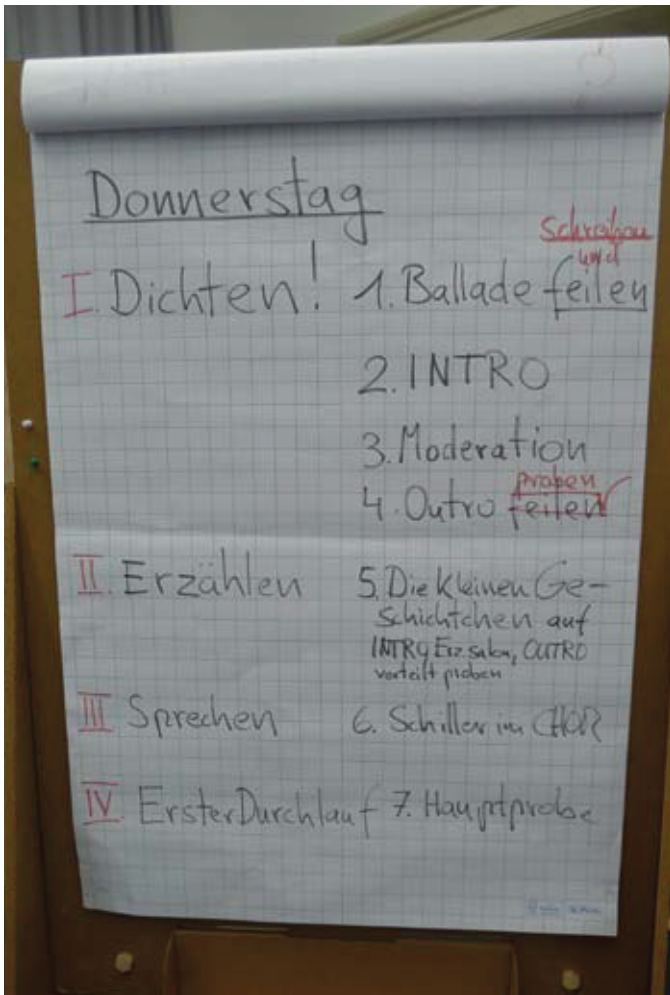 Donnerstag
Schreiben
und
I. Dichten! 1. Ballade feilen
2. INTRO
3. Moderation
proben
4. Outro feilen
II. Erzählen 5. Die kleinen Ge-
schichtchen auf
INTRO, Erz.salon, OUTRO
verteilt proben
III Sprechen 6. Schiller im CHOR
IV. Erster Durchlauf 7. Hauptprobe